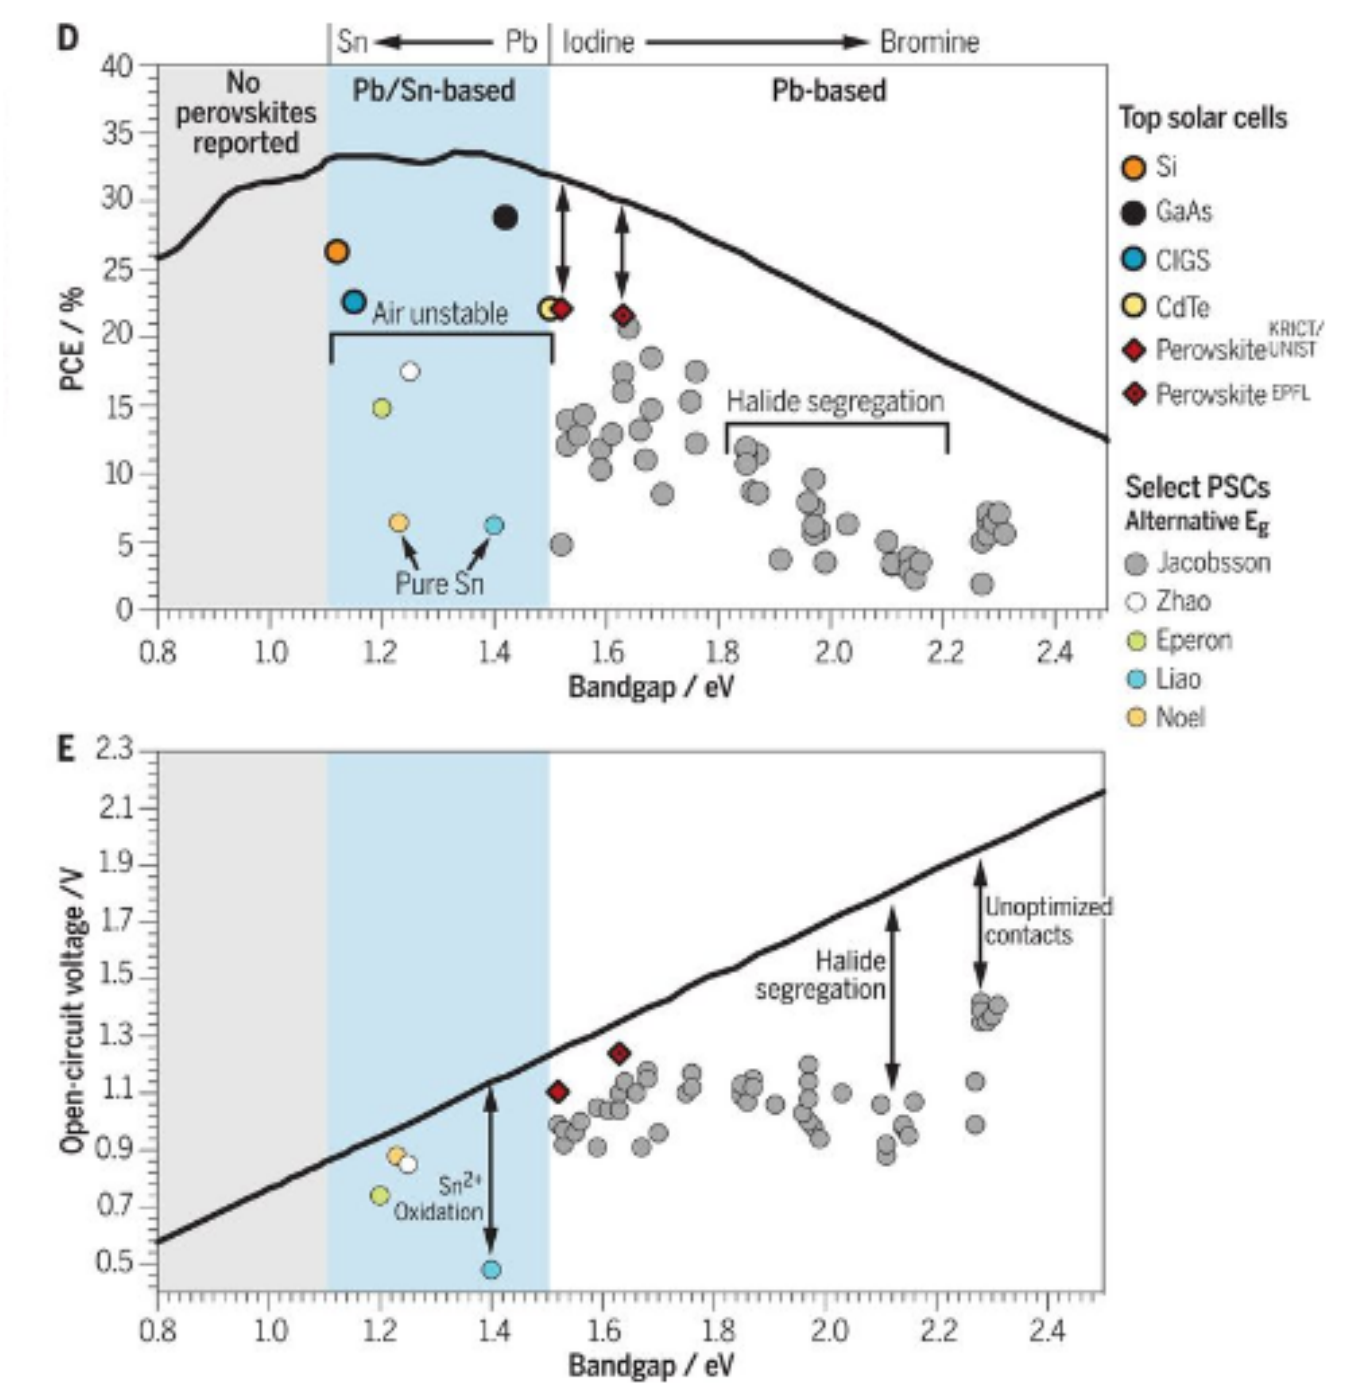 D
Sn Pb Iodine Bromine
40
35
30
25
20
15
10
5
0
PCE / %
No
perovskites
reported
Pb/Sn-based
Pb-based
Air unstable
Halide segregation
Pure Sn
0.8 1.0 1.2 1.4 1.6 1.8 2.0 2.2 2.4
Bandgap / eV
Top solar cells
Si
GaAs
CIGS
CdTe
Perovskite KRICT/
UNIST
Perovskite EPFL
Select PSCs
Alternative Eg
Jacobsson
Zhao
Eperon
Liao
Noel
E
2.3
2.1
1.9
1.7
1.5
1.3
1.1
0.9
0.7
0.5
Open-circuit voltage /V
Unoptimized
contacts
Halide
segregation
Sn2+
Oxidation
0.8 1.0 1.2 1.4 1.6 1.8 2.0 2.2 2.4
Bandgap / eV